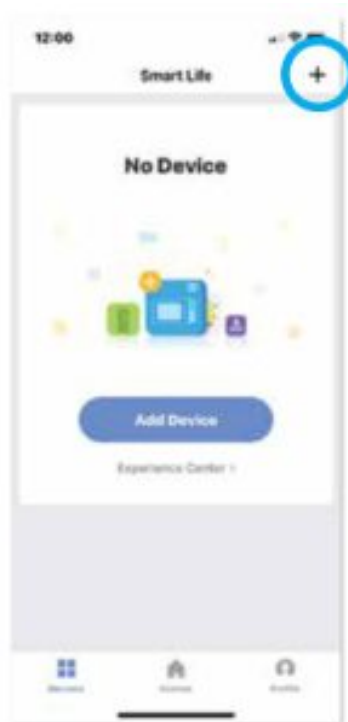 12:00
Smart Life
+
No Device
Add Device
Experience Center >